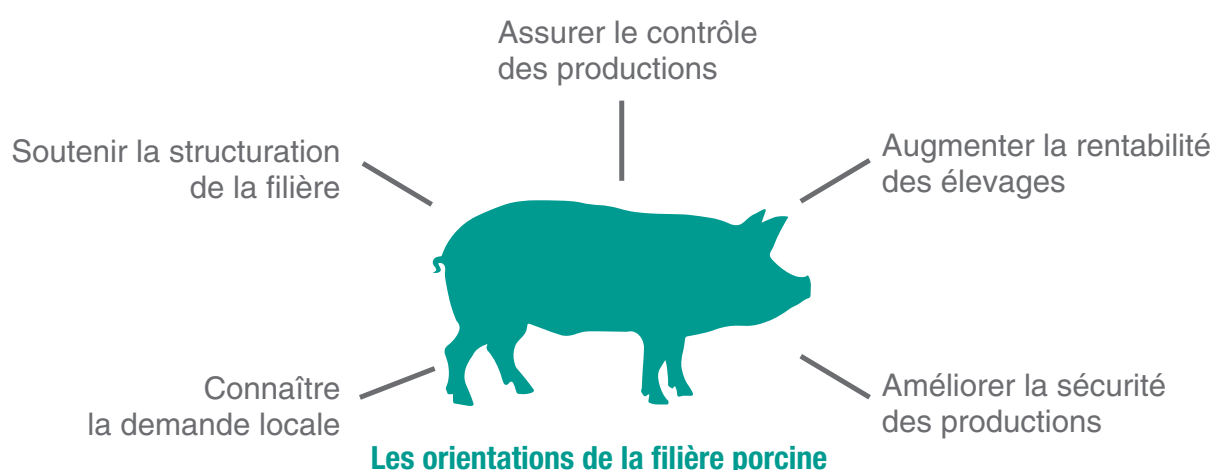 Assurer le contrôle
des productions
Soutenir la structuration
de la filière
Augmenter la rentabilité
des élevages
Connaître
la demande locale
Améliorer la sécurité
des productions
Les orientations de la filière porcine